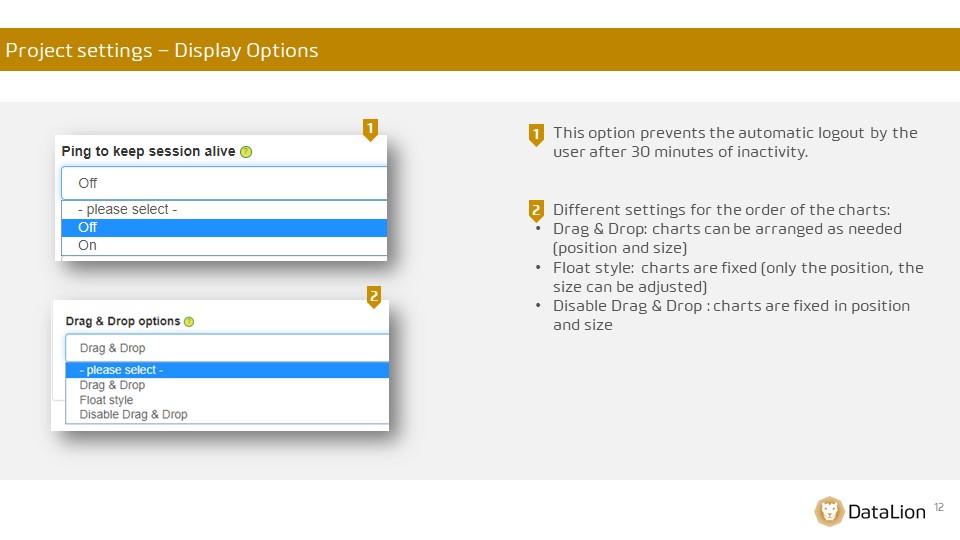 Project settings – Display Options
1
Ping to keep session alive ?
Off
- please select -
Off
On
2
Drag & Drop options ?
Drag & Drop
- please select -
Drag & Drop
Float style
Disable Drag & Drop
1 This option prevents the automatic logout by the
user after 30 minutes of inactivity.
2 Different settings for the order of the charts:
• Drag & Drop: charts can be arranged as needed
(position and size)
• Float style: charts are fixed (only the position, the
size can be adjusted)
• Disable Drag & Drop : charts are fixed in position
and size
DataLion
12